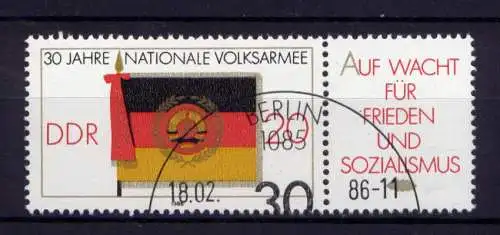 30 JAHRE NATIONALE VOLKSARMEE
DDR
20
AUF WACHT
FÜR
FRIEDEN
UND
SOZIALISMUS
BERLIN
1085
18.02.
86-11
30